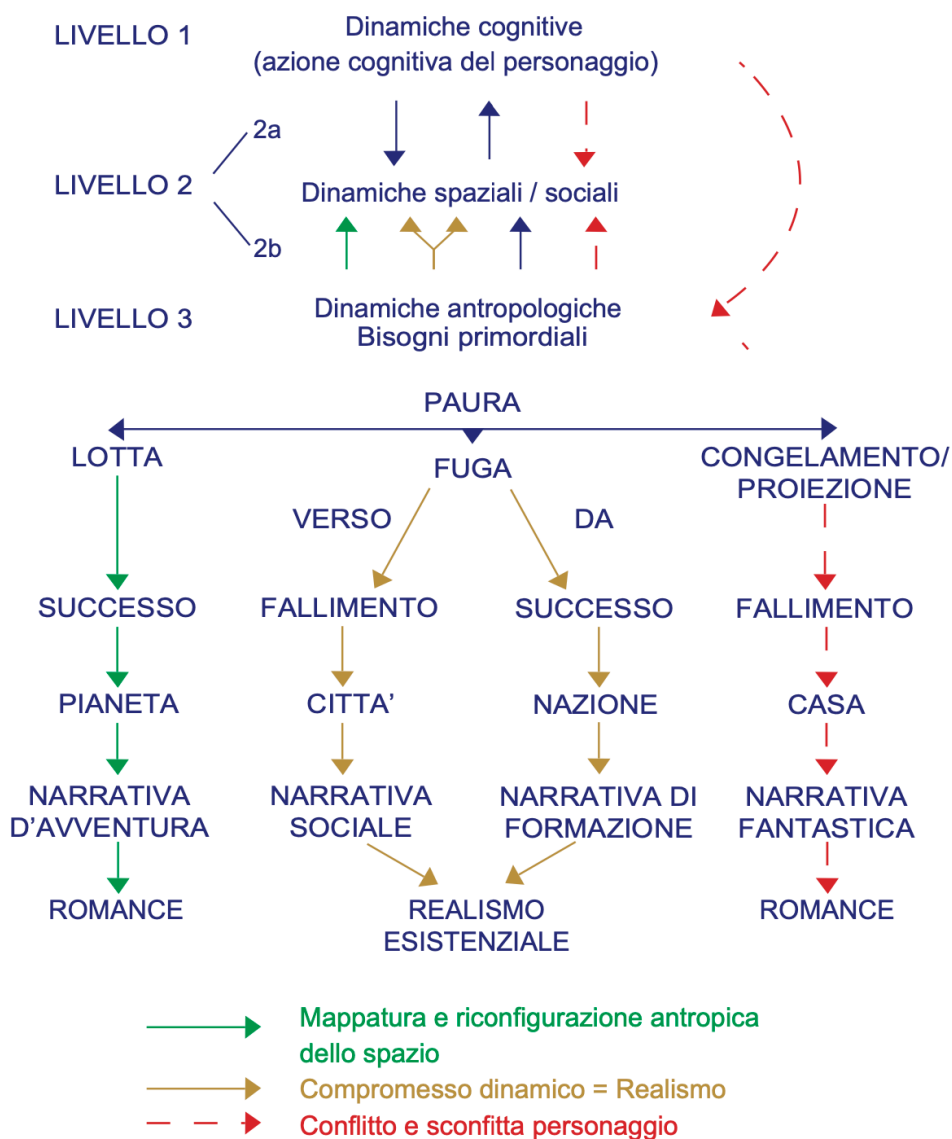 LIVELLO 1
Dinamiche cognitive
(azione cognitiva del personaggio)
2a
LIVELLO 2
Dinamiche spaziali / sociali
2b
LIVELLO 3
Dinamiche antropologiche
Bisogni primordiali
PAURA
LOTTA
FUGA
CONGELAMENTO/
PROIEZIONE
VERSO
DA
SUCCESSO
FALLIMENTO
SUCCESSO
FALLIMENTO
PIANETA
CITTA’
NAZIONE
CASA
NARRATIVA
D’AVVENTURA
NARRATIVA
SOCIALE
NARRATIVA DI
FORMAZIONE
NARRATIVA
FANTASTICA
ROMANCE
REALISMO
ESISTENZIALE
ROMANCE
Mappatura e riconfigurazione antropica
dello spazio
Compromesso dinamico = Realismo
Conflitto e sconfitta personaggio